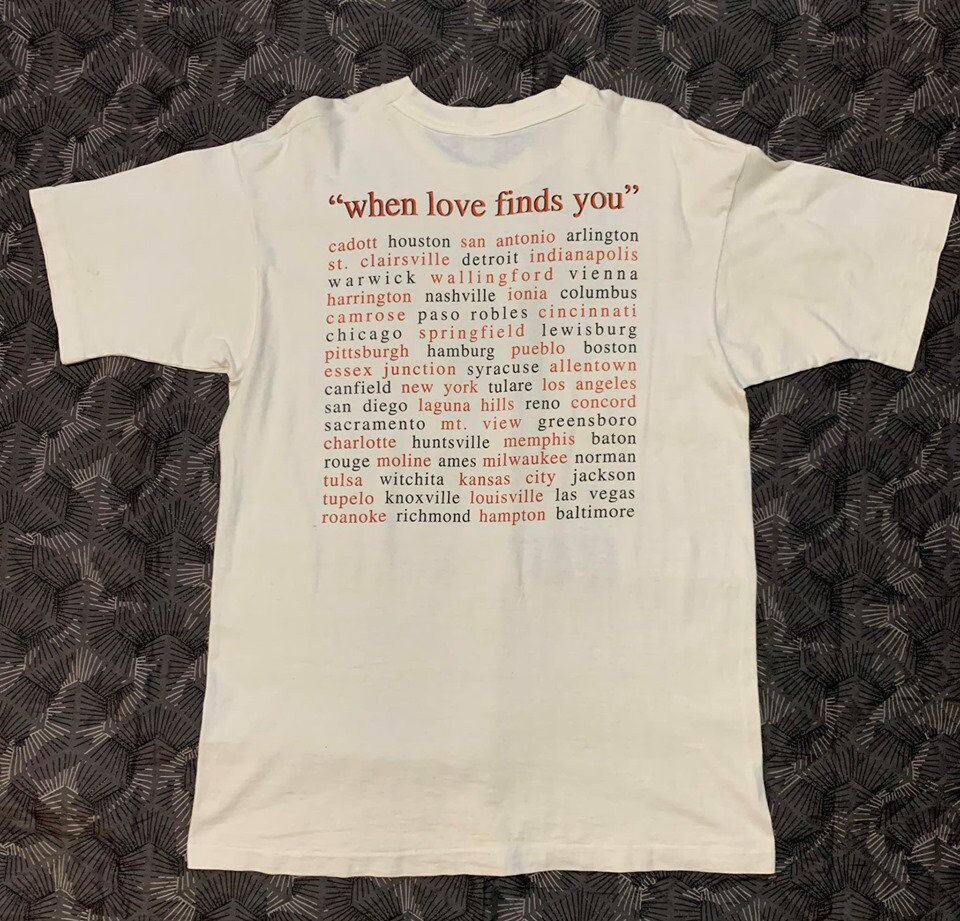 “when love finds you”
cadott houston san antonio arlington
st. clairsville detroit indianapolis
warwick wallingford vienna
harrington nashville ionia columbus
camrose paso robles cincinnati
chicago springfield lewisburg
pittsburgh hamburg pueblo boston
essex junction syracuse allentown
canfield new york tulare los angeles
san diego laguna hills reno concord
sacramento mt. view greensboro
charlotte huntsville memphis baton
rouge moline ames milwaukee norman
tulsa witchita kansas city jackson
tupelo knoxville louisville las vegas
roanoke richmond hampton baltimore